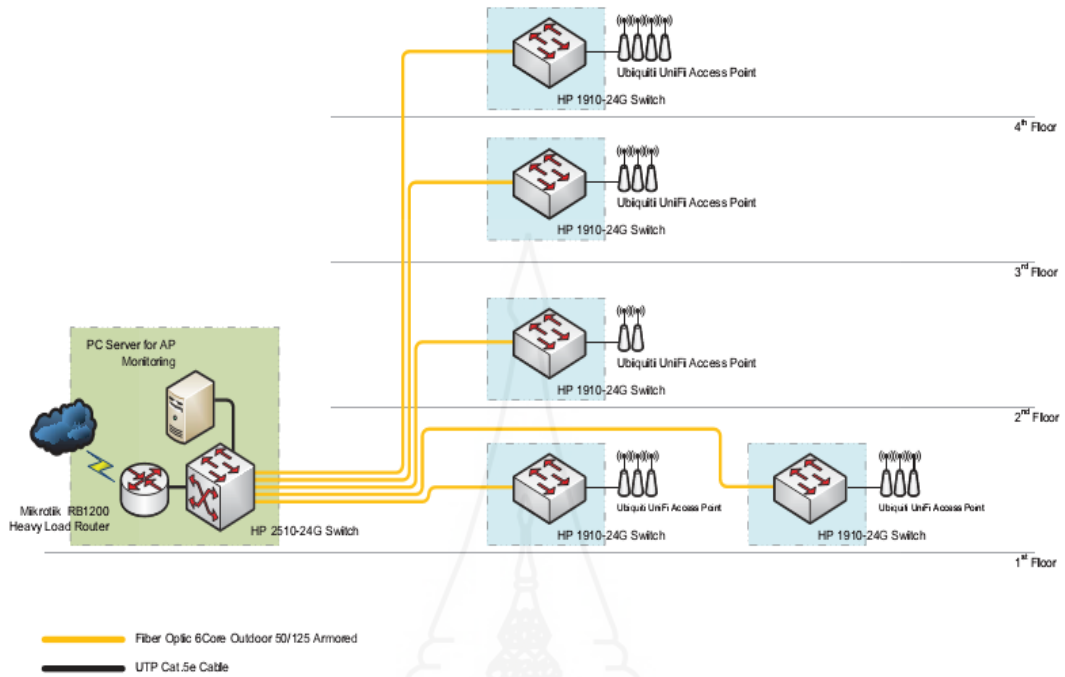 Ubiquiti UniFi Access Point
HP 1910-24G Switch
4th Floor
Ubiquiti UniFi Access Point
HP 1910-24G Switch
3rd Floor
PC Server for AP
Monitoring
Ubiquiti UniFi Access Point
HP 1910-24G Switch
2nd Floor
Mikrotik RB1200
Heavy Load Router
HP 2510-24G Switch
Ubiquiti UniFi Access Point
HP 1910-24G Switch
Ubiquiti UniFi Access Point
HP 1910-24G Switch
1st Floor
Fiber Optic 6Core Outdoor 50/125 Armored
UTP Cat.5e Cable